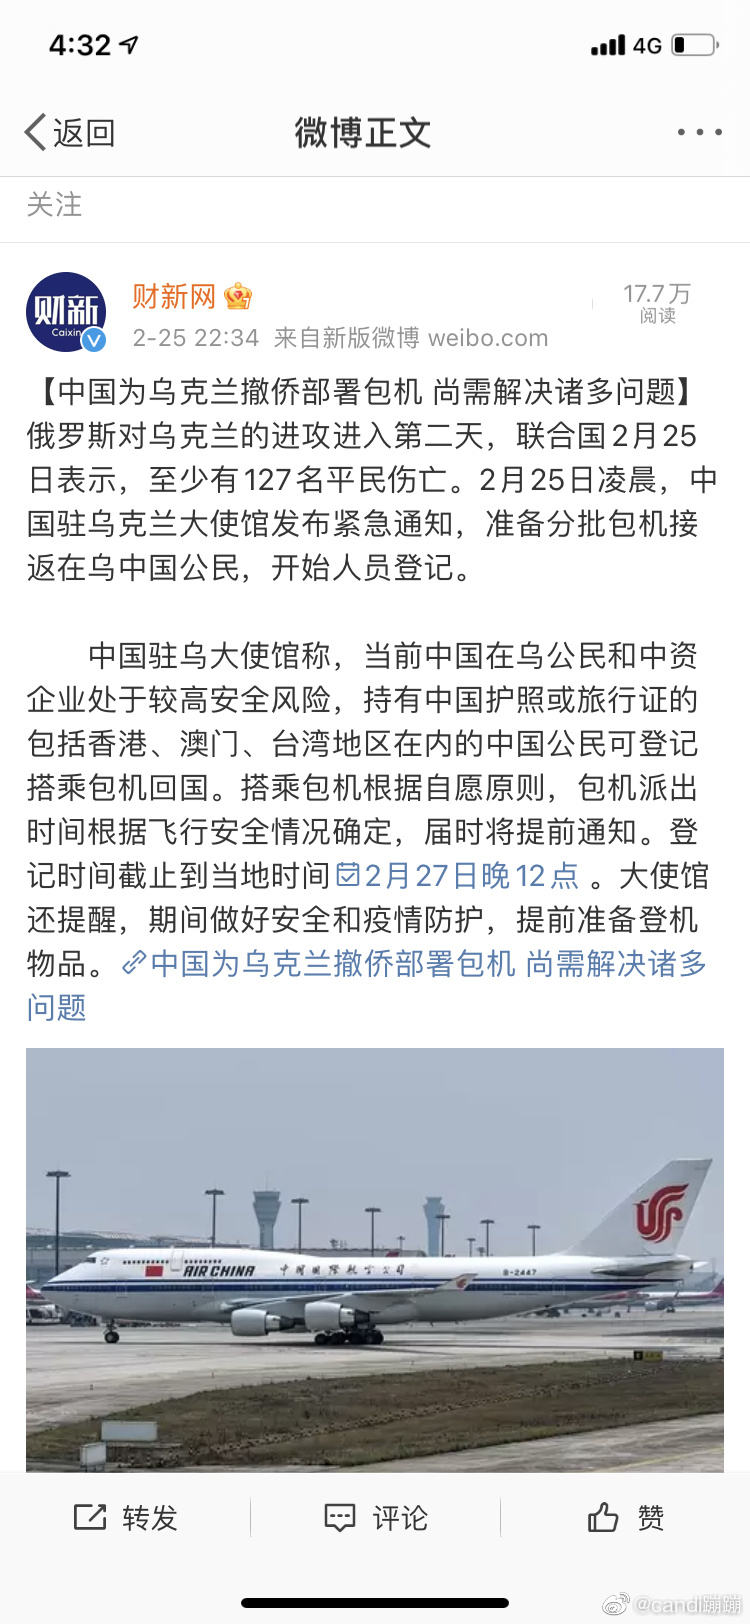 4:32
4G
返回
微博正文
关注
财新
Caixin
财新网
17.7万
阅读
2-25 22:34 来自新版微博 weibo.com
【中国为乌克兰撤侨部署包机 尚需解决诸多问题】
俄罗斯对乌克兰的进攻进入第二天，联合国2月25
日表示，至少有127名平民伤亡。2月25日凌晨，中
国驻乌克兰大使馆发布紧急通知，准备分批包机接
返在乌中国公民，开始人员登记。
中国驻乌大使馆称，当前中国在乌公民和中资
企业处于较高安全风险，持有中国护照或旅行证的
包括香港、澳门、台湾地区在内的中国公民可登记
搭乘包机回国。搭乘包机根据自愿原则，包机派出
时间根据飞行安全情况确定，届时将提前通知。登
记时间截止到当地时间2月27日晚12点 。大使馆
还提醒，期间做好安全和疫情防护，提前准备登机
物品。中国为乌克兰撤侨部署包机 尚需解决诸多
问题
AIR CHINA 中国国际航空公司 B-2447
转发
评论
赞
@candl蹦蹦